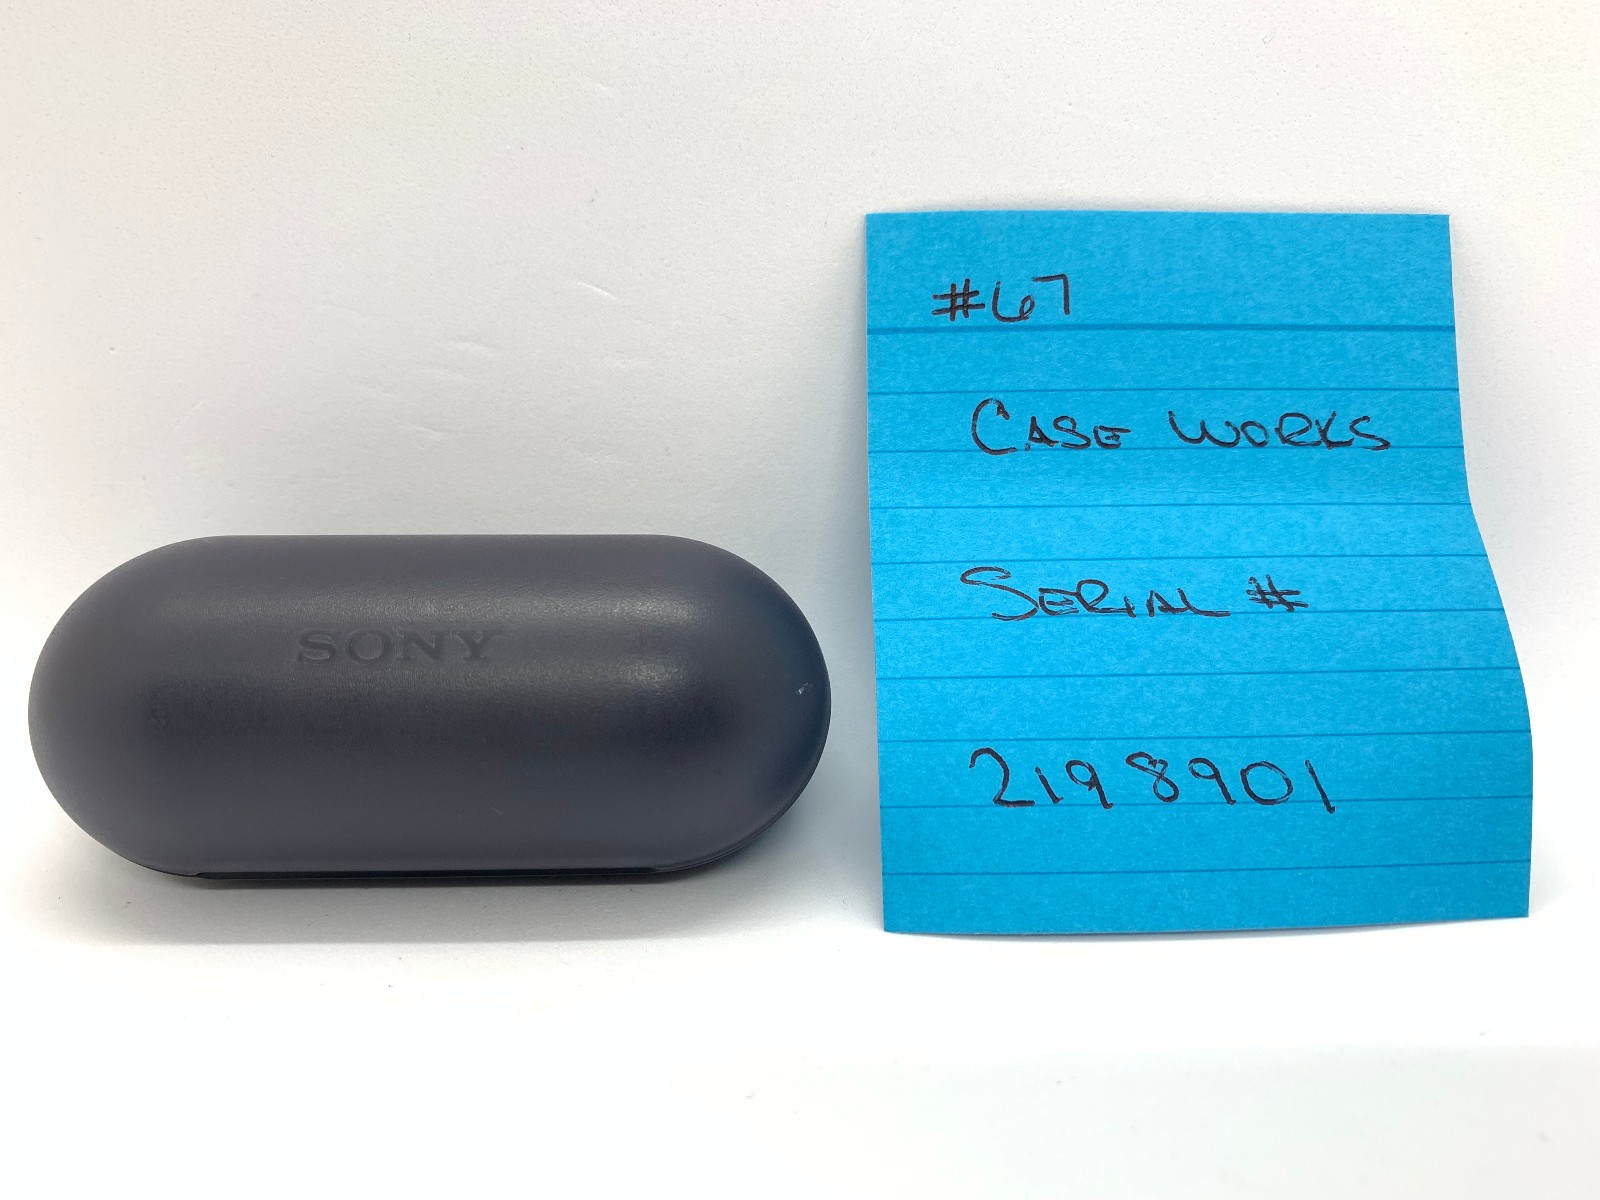 SONY
#67
CASE WORKS
SERIAL #
2198901